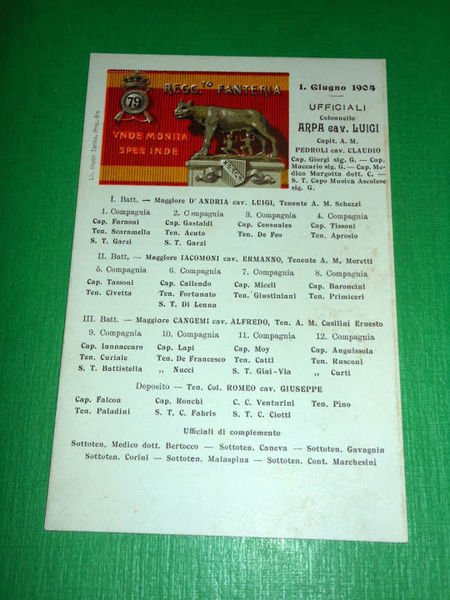 79
REGG.TO FANTERIA
VNDE MONITA
SPES INDE
S.P.Q.R.
1. Giugno 1904
UFFICIALI
Colonnello
ARPA cav. LUIGI
Capit. A. M.
PEDROLI cav. CLAUDIO
Cap. Giorgi sig. G. — Cap.
Maccario sig. G. — Cap. Me-
dico Margotta dott. C. —
S. T. Capo Musica Ascolese
sig. G.
I. Batt. — Maggiore D' ANDRIA cav. LUIGI, Tenente A. M. Schezzi
1. Compagnia 2. Compagnia 3. Compagnia 4. Compagnia
Cap. Faraoni Cap. Gastaldi Cap. Censuales Cap. Tissoni
Ten. Scaramella Ten. Acuto Ten. De Feo Ten. Aprosio
S. T. Garzi S. T. Garzi
II. Batt. — Maggiore IACOMONI cav. ERMANNO, Tenente A. M. Moretti
5. Compagnia 6. Compagnia 7. Compagnia 8. Compagnia
Cap. Tassoni Cap. Caliendo Cap. Miceli Cap. Baroncini
Ten. Civetta Ten. Fortunato Ten. Giustiniani Ten. Primiceri
S. T. Di Lenna
III. Batt. — Maggiore CANGEMI cav. ALFREDO, Ten. A. M. Casilini Ernesto
9. Compagnia 10. Compagnia 11. Compagnia 12. Compagnia
Cap. Iannaccaro Cap. Lapi Cap. Moy Cap. Anguissola
Ten. Curiale Ten. De Francesco Ten. Catti Ten. Rusconi
S. T. Battistella „ Nucci S. T. Giai-Via „ Curti
Deposito — Ten. Col. ROMEO cav. GIUSEPPE
Cap. Falcon Cap. Ronchi C. C. Venturini Ten. Pino
Ten. Paladini S. T. C. Fabris S. T. C. Ciotti
Ufficiali di complemento
Sottoten. Medico dott. Bertocco — Sottoten. Caneva — Sottoten. Gavagnin
Sottoten. Corini — Sottoten. Malaspina — Sottoten. Cont. Marchesini